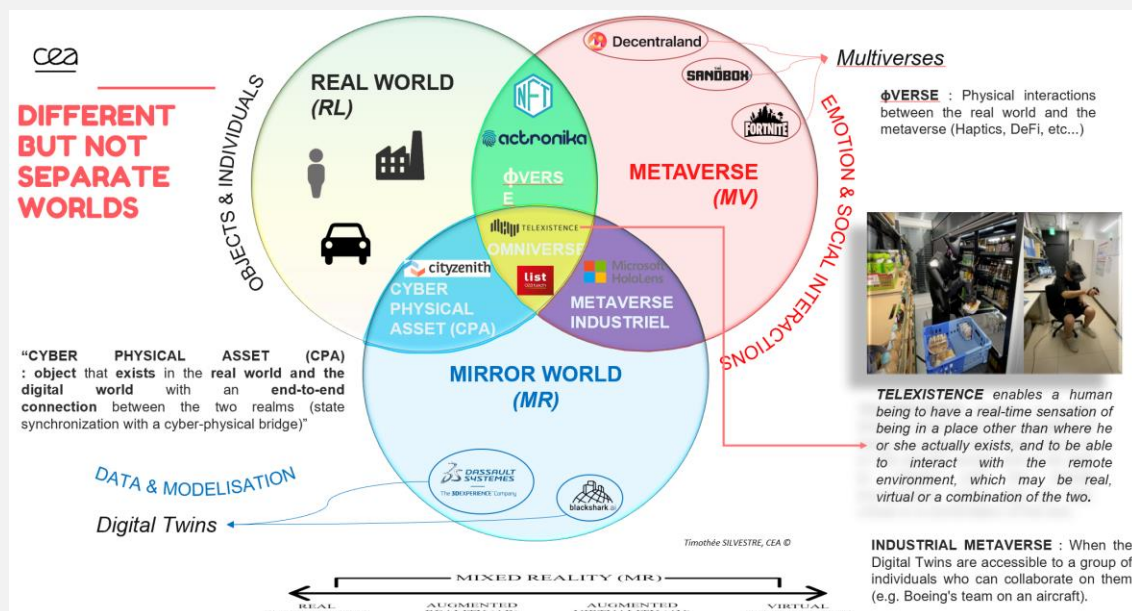 cea
DIFFERENT
BUT NOT
SEPARATE
WORLDS
OBJECTS & INDIVIDUALS
REAL WORLD
(RL)
NFT
actronika
ϕVERS
E
Decentraland
THE
SANDBOX
FORTNITE
METAVERSE
(MV)
EMOTION & SOCIAL INTERACTIONS
Multiverses
ϕVERSE : Physical interactions
between the real world and the
metaverse (Haptics, DeFi, etc...)
TELEXISTENCE
OMNIVERSE
list
cityzenith
CYBER
PHYSICAL
ASSET (CPA)
Microsoft
HoloLens
METAVERSE
INDUSTRIEL
MIRROR WORLD
(MR)
“CYBER PHYSICAL ASSET (CPA)
: object that exists in the real world and the
digital world with an end-to-end
connection between the two realms (state
synchronization with a cyber-physical bridge)”
DATA & MODELISATION
Digital Twins
DASSAULT
SYSTEMES
The 3DEXPERIENCE Company
blackshark.ai
TELEXISTENCE enables a human
being to have a real-time sensation of
being in a place other than where he
or she actually exists, and to be able
to interact with the remote
environment, which may be real,
virtual or a combination of the two.
Timothée SILVESTRE, CEA ©
INDUSTRIAL METAVERSE : When the
Digital Twins are accessible to a group of
individuals who can collaborate on them
(e.g. Boeing's team on an aircraft).
MIXED REALITY (MR)
REAL
AUGMENTED
AUGMENTED
VIRTUAL